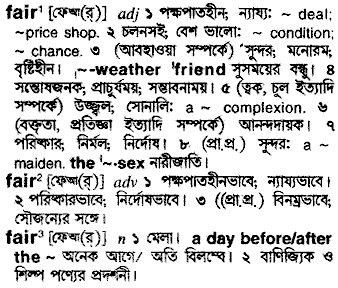 fair¹ [ফেআ(র্)] adj ১ পক্ষপাতহীন; ন্যায্য: ~ deal;
~price shop. ২ চলনসই; বেশ ভালো: ~ condition;
~ chance. ৩ (আবহাওয়া সম্পর্কে) সুন্দর; মনোরম;
বৃষ্টিহীন। ˌ~-weather ˈfriend সুসময়ের বন্ধু। ৪
সন্তোষজনক; প্রাচুর্যময়; সম্ভাবনাময়। ৫ (ত্বক, চুল ইত্যাদি
সম্পর্কে) উজ্জ্বল; সোনালি: a ~ complexion. ৬
(বক্তৃতা, প্রতিজ্ঞা ইত্যাদি সম্পর্কে) আনন্দদায়ক। ৭
পরিষ্কার; নির্মল; নির্দোষ। ৮ (প্রা.প্র.) সুন্দর: a ~
maiden. the ˈ~-sex নারীজাতি।
fair² [ফেআ(র্)] adv ১ পক্ষপাতহীনভাবে; ন্যায্যভাবে।
২ পরিষ্কারভাবে; নির্দোষভাবে। ৩ ((প্রা.প্র.) বিনম্রভাবে;
সৌজন্যের সঙ্গে।
fair³ [ফেআ(র্)] n ১ মেলা। a day before/after
the ~ অনেক আগে/ অতি বিলম্বে। ২ বাণিজ্যিক ও
শিল্প পণ্যের প্রদর্শনী।